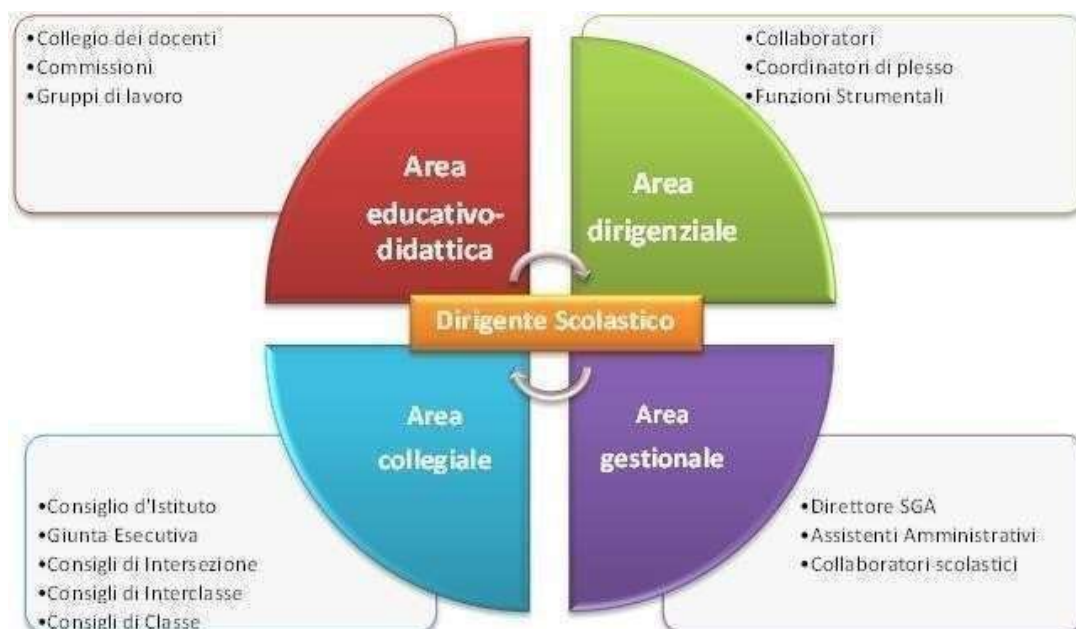 •Collegio dei docenti
•Commissioni
•Gruppi di lavoro
•Collaboratori
•Coordinatori di plesso
•Funzioni Strumentali
Area
educativo-
didattica
Area
dirigenziale
Dirigente Scolastico
Area
collegiale
Area
gestionale
•Consiglio d'Istituto
•Giunta Esecutiva
•Consigli di Intersezione
•Consigli di Interclasse
•Consigli di Classe
•Direttore SGA
•Assistenti Amministrativi
•Collaboratori scolastici